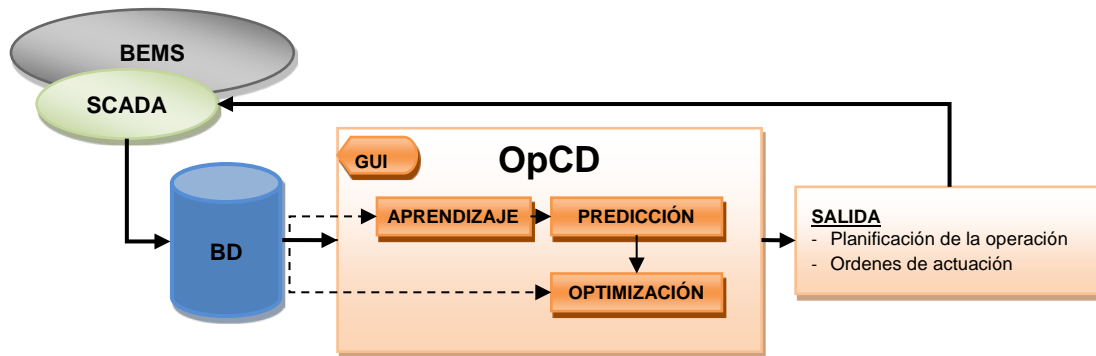 BEMS
SCADA
BD
GUI
OpCD
APRENDIZAJE
PREDICCIÓN
OPTIMIZACIÓN
SALIDA
- Planificación de la operación
- Ordenes de actuación